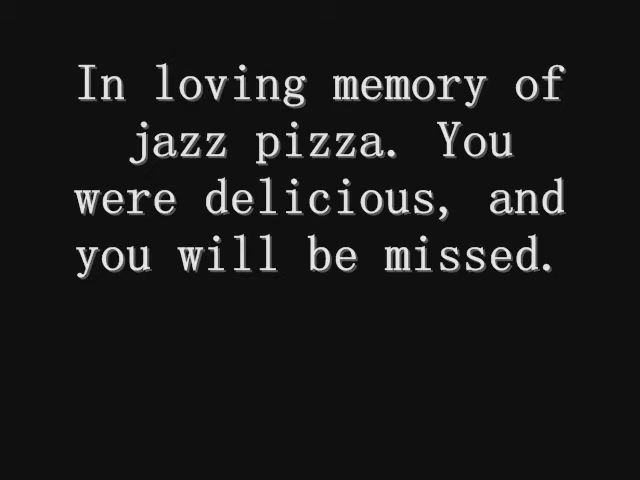 In loving memory of
jazz pizza. You
were delicious, and
you will be missed.